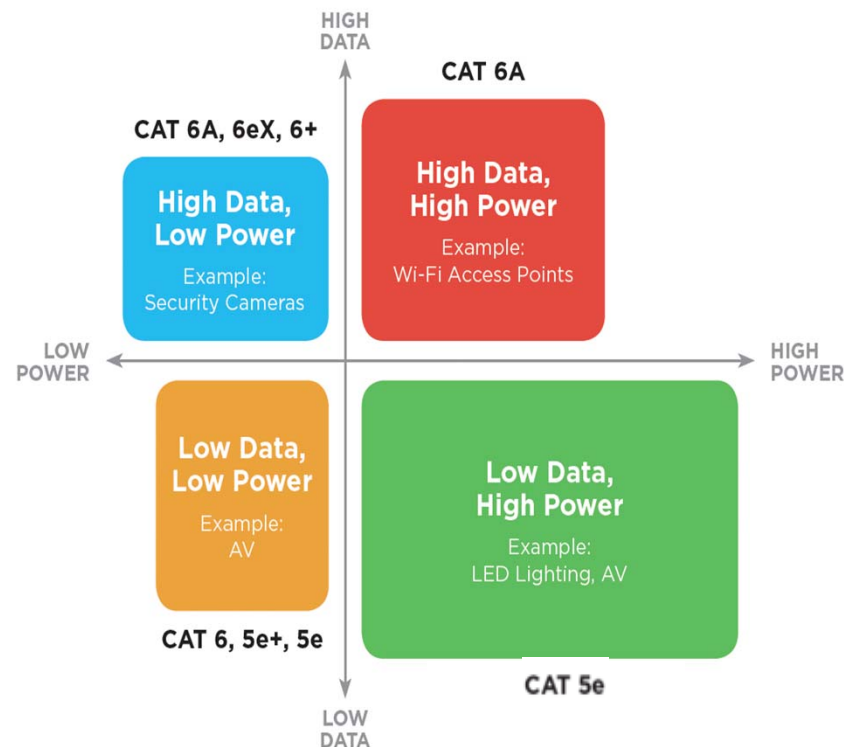 HIGH
DATA
CAT 6A
CAT 6A, 6eX, 6+
High Data,
Low Power
Example:
Security Cameras
High Data,
High Power
Example:
Wi-Fi Access Points
LOW
POWER
HIGH
POWER
Low Data,
Low Power
Example:
AV
Low Data,
High Power
Example:
LED Lighting, AV
CAT 6, 5e+, 5e
CAT 5e
LOW
DATA